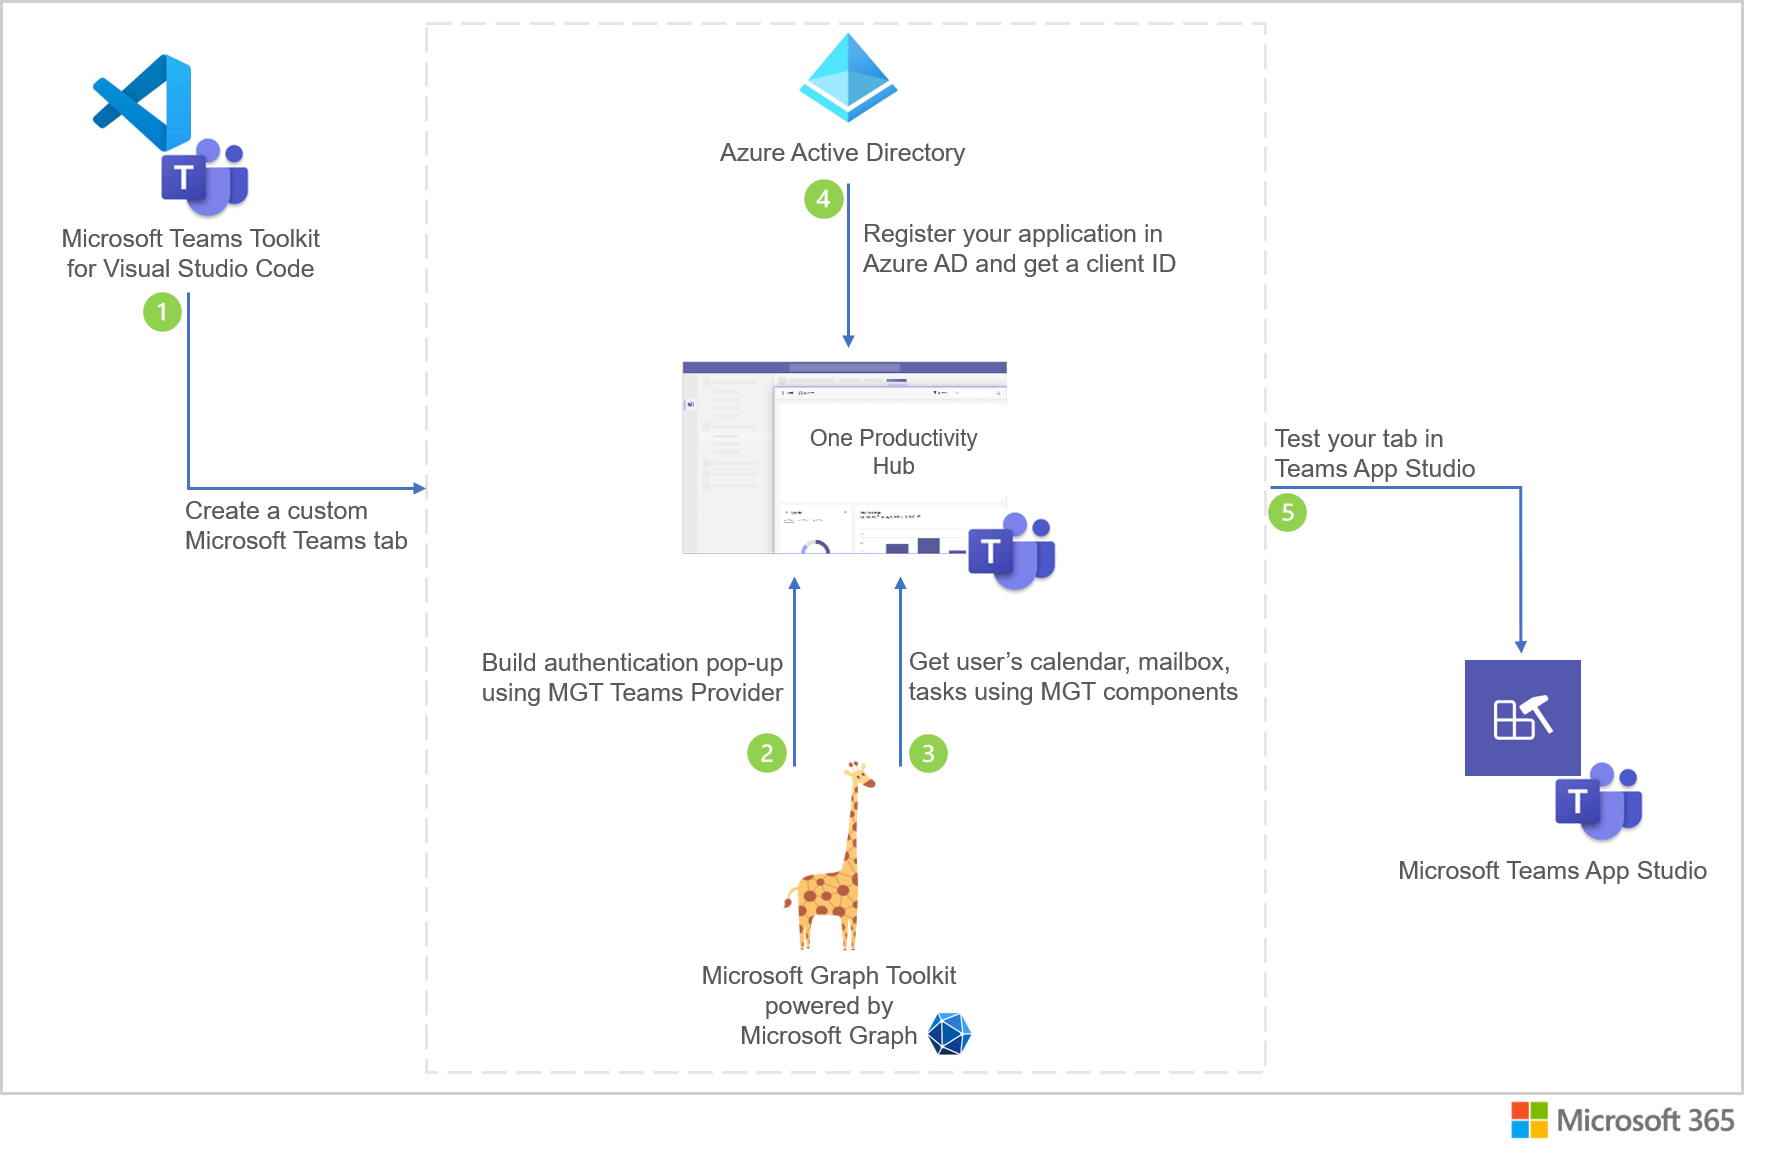 Microsoft Teams Toolkit
for Visual Studio Code
1
Create a custom
Microsoft Teams tab
Azure Active Directory
4
Register your application in
Azure AD and get a client ID
One Productivity
Hub
T
Build authentication pop-up
using MGT Teams Provider
2
Get user’s calendar, mailbox,
tasks using MGT components
3
Microsoft Graph Toolkit
powered by
Microsoft Graph
Test your tab in
Teams App Studio
5
T
Microsoft Teams App Studio
T
Microsoft 365